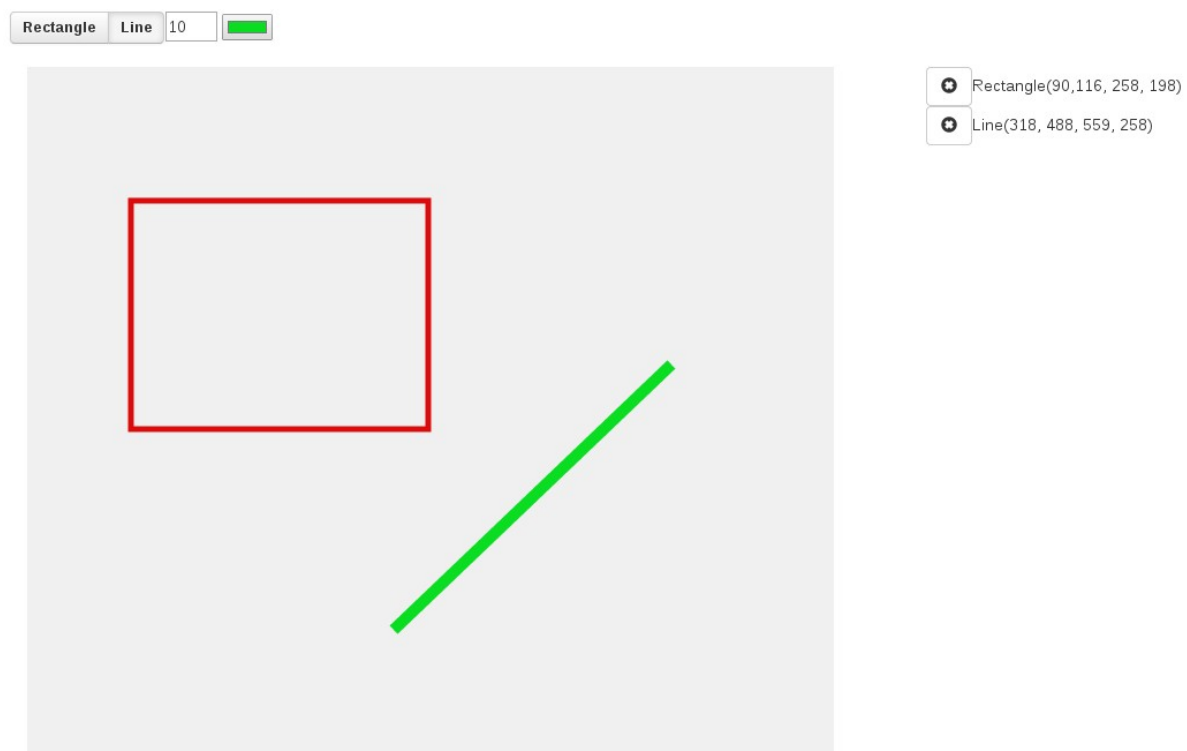 Rectangle Line 10
Rectangle(90,116, 258, 198)
Line(318, 488, 559, 258)